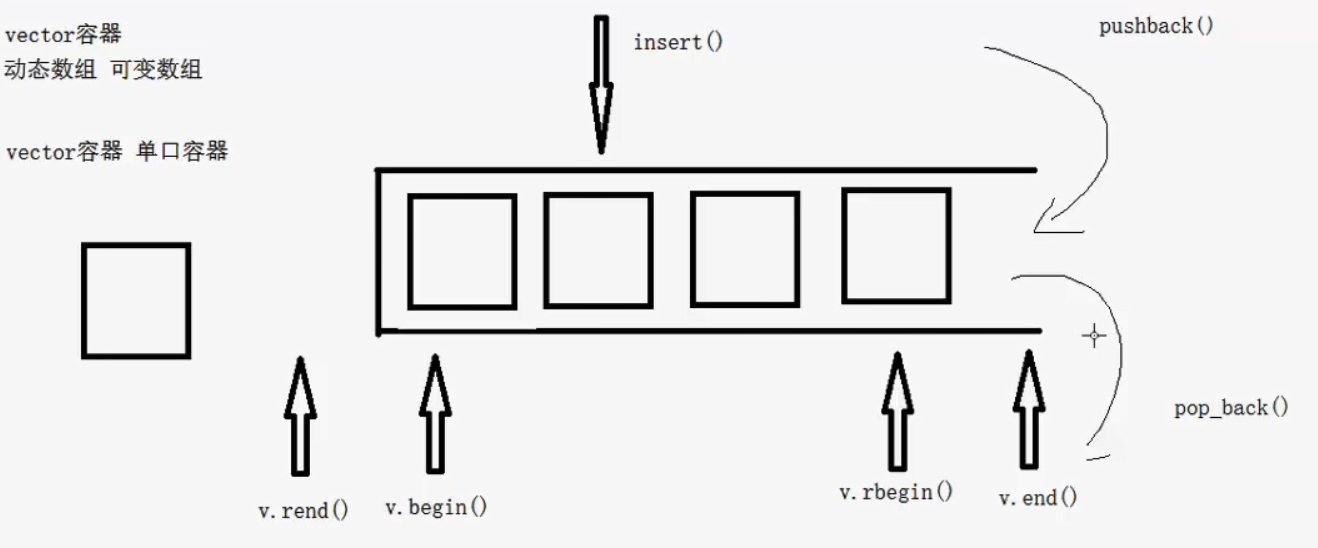 vector容器
动态数组 可变数组
insert()
pushback()
vector容器 单口容器
pop_back()
v.rend()
v.begin()
v.rbegin()
v.end()